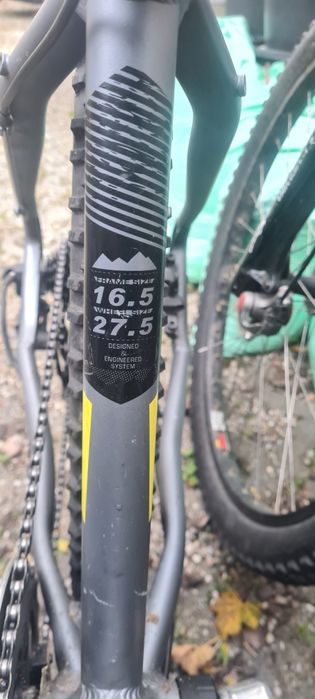 FRAME SIZE
16.5
WHEEL SIZE
27.5
DESIGNED
&
ENGINEERED
SYSTEM